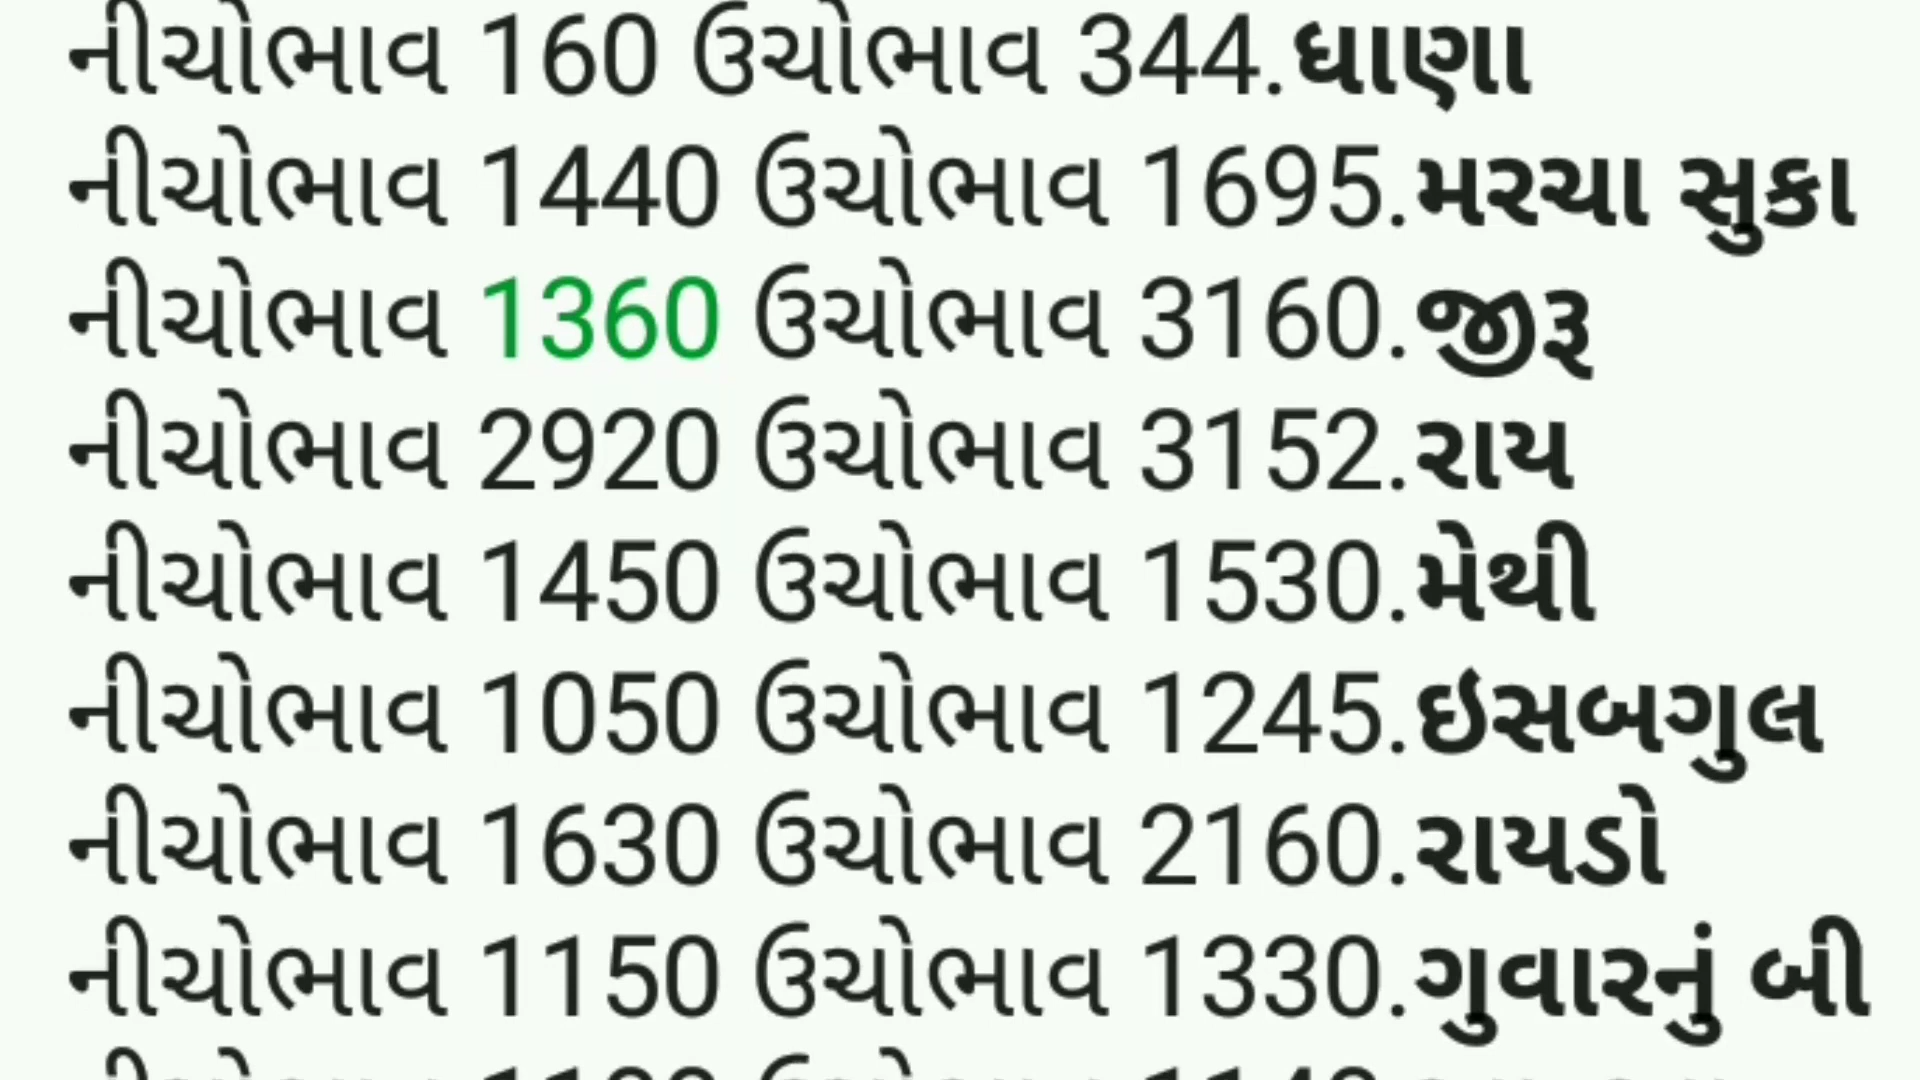 નીચોભાવ 160 ઉચોભાવ 344.ધાણા
નીચોભાવ 1440 ઉચોભાવ 1695.મરચા સુકા
નીચોભાવ 1360 ઉચોભાવ 3160.જીરૂ
નીચોભાવ 2920 ઉચોભાવ 3152.રાય
નીચોભાવ 1450 ઉચોભાવ 1530.મેથી
નીચોભાવ 1050 ઉચોભાવ 1245.ઇસબગુલ
નીચોભાવ 1630 ઉચોભાવ 2160.રાયડો
નીચોભાવ 1150 ઉચોભાવ 1330.ગુવારનું બી